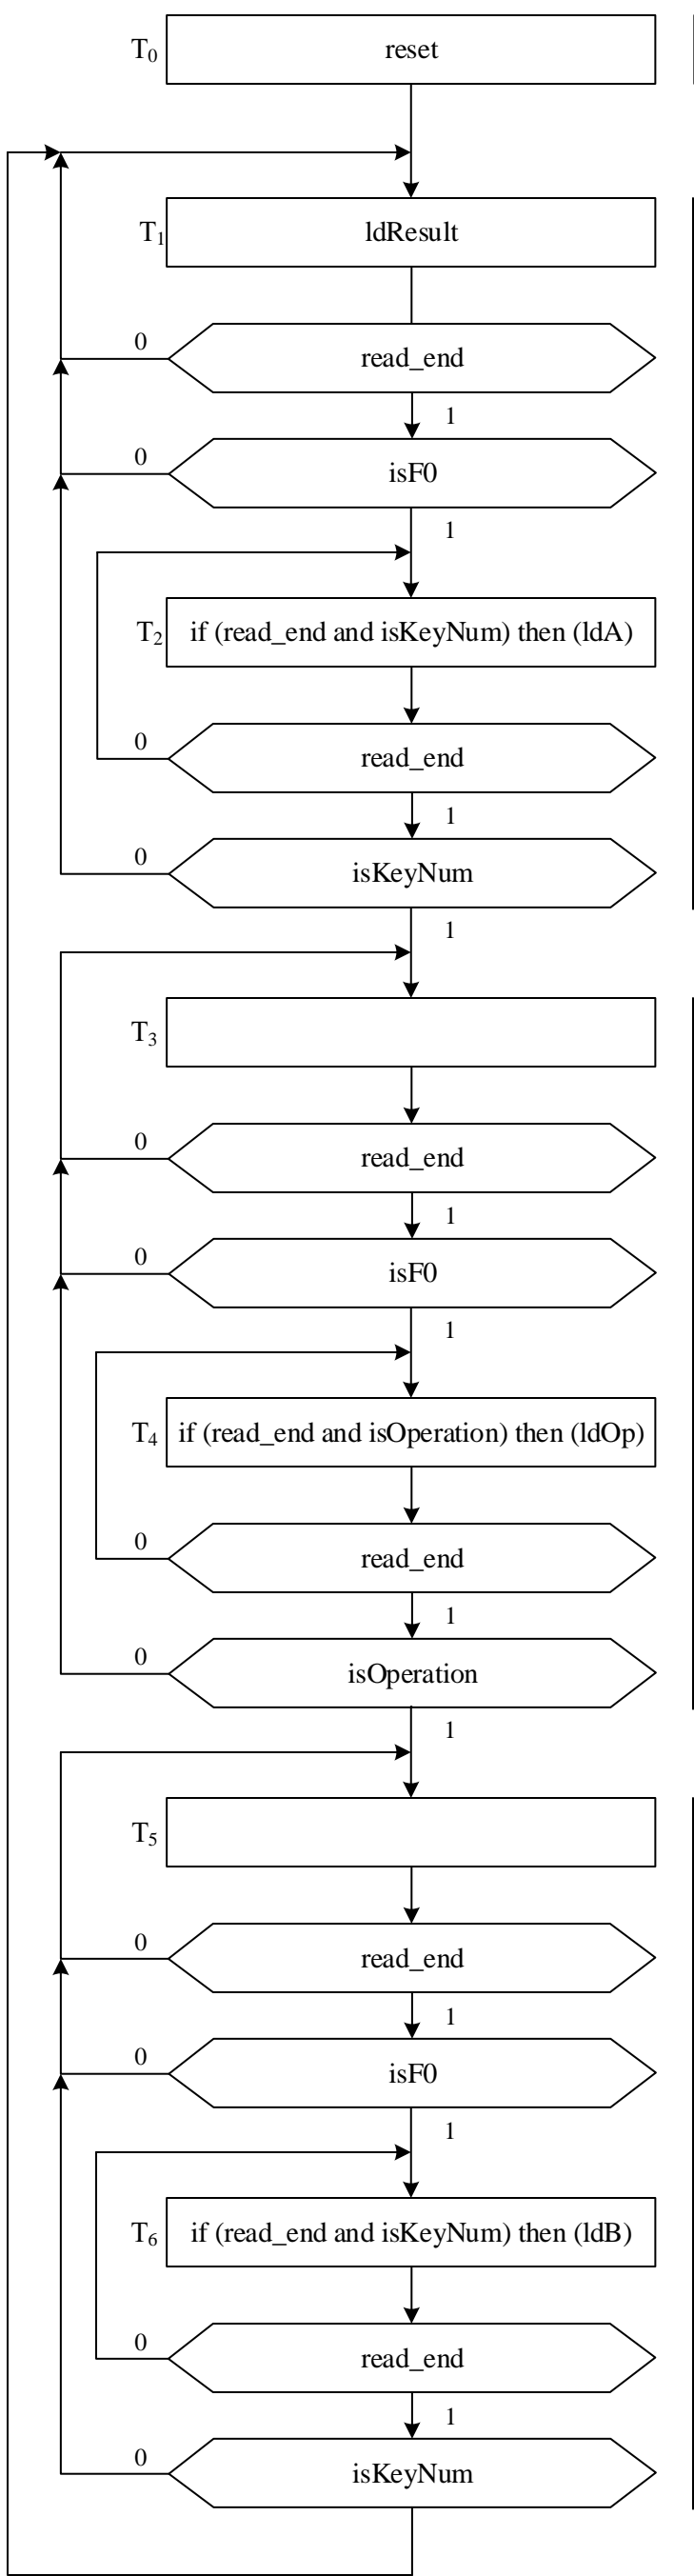 T₀ reset
T₁ ldResult
0 read_end
1
0 isF0
1
T₂ if (read_end and isKeyNum) then (ldA)
0 read_end
1
0 isKeyNum
1
T₃
0 read_end
1
0 isF0
1
T₄ if (read_end and isOperation) then (ldOp)
0 read_end
1
0 isOperation
1
T₅
0 read_end
1
0 isF0
1
T₆ if (read_end and isKeyNum) then (ldB)
0 read_end
1
0 isKeyNum